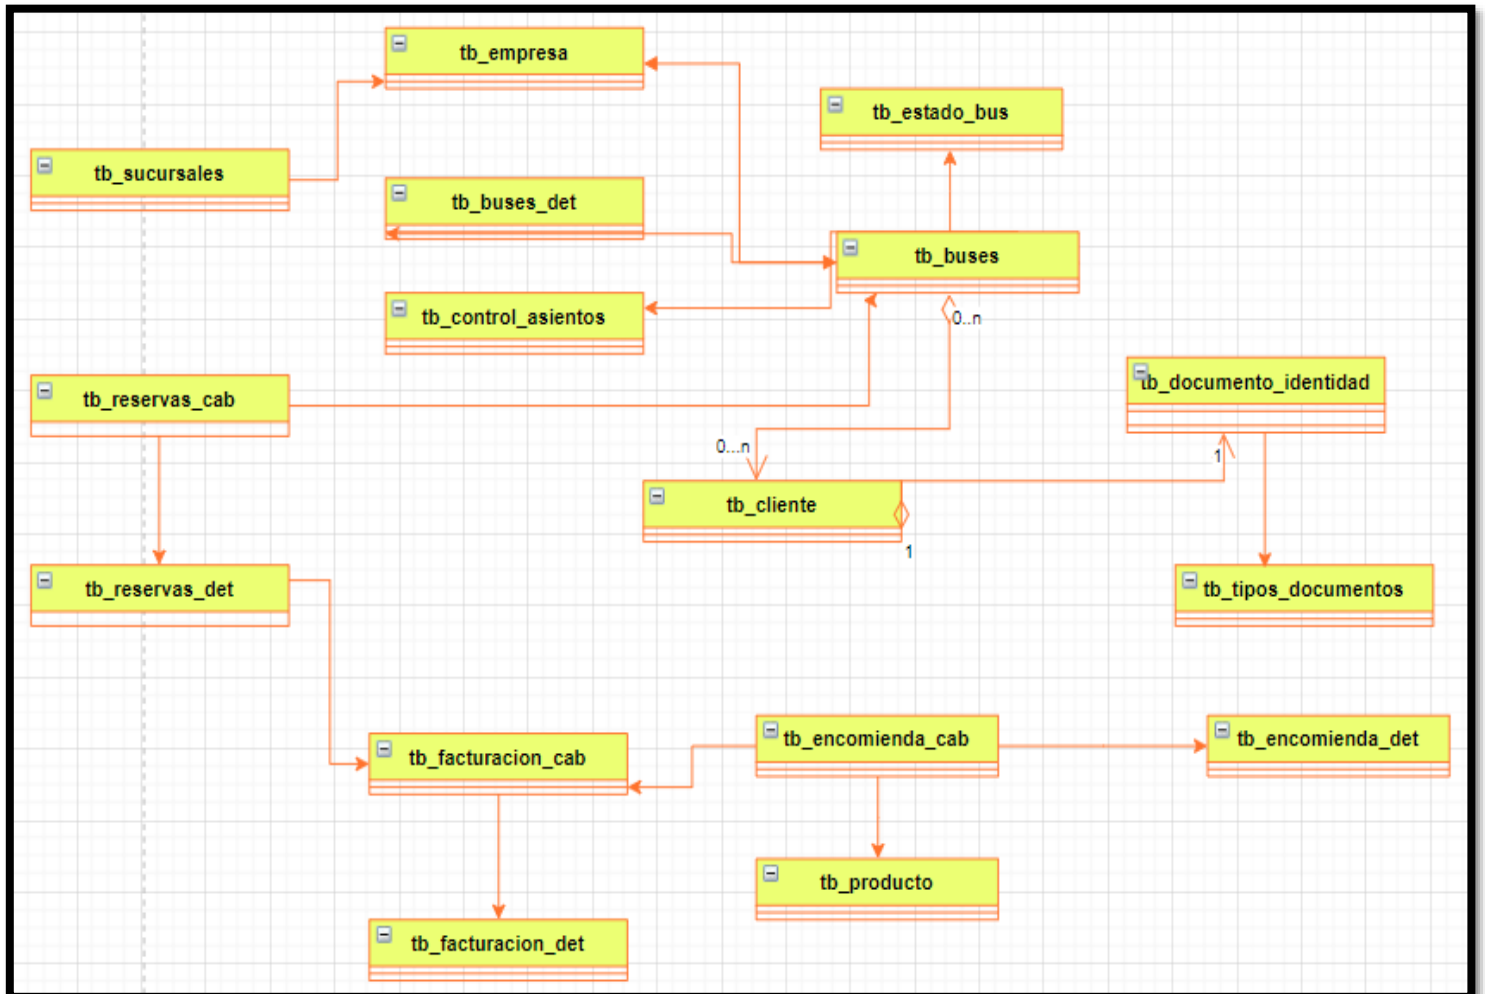 tb_empresa
tb_estado_bus
tb_sucursales
tb_buses_det
tb_buses
tb_control_asientos
0..n
tb_documento_identidad
tb_reservas_cab
0...n
1
tb_cliente
1
tb_reservas_det
tb_tipos_documentos
tb_facturacion_cab
tb_encomienda_cab
tb_encomienda_det
tb_producto
tb_facturacion_det